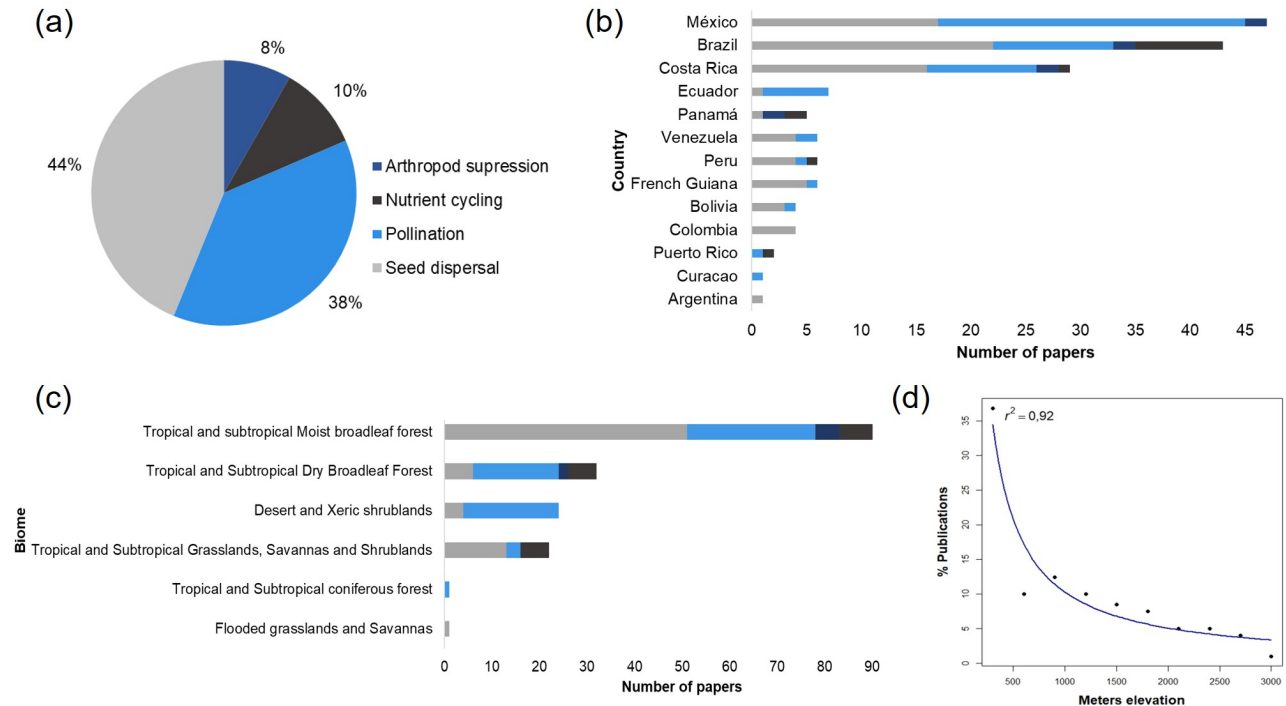 (a)
8%
10%
44%
38%
Arthropod supression
Nutrient cycling
Pollination
Seed dispersal
(b)
Country
México
Brazil
Costa Rica
Ecuador
Panamá
Venezuela
Peru
French Guiana
Bolivia
Colombia
Puerto Rico
Curacao
Argentina
0 5 10 15 20 25 30 35 40 45
Number of papers
(c)
Biome
Tropical and subtropical Moist broadleaf forest
Tropical and Subtropical Dry Broadleaf Forest
Desert and Xeric shrublands
Tropical and Subtropical Grasslands, Savannas and Shrublands
Tropical and Subtropical coniferous forest
Flooded grasslands and Savannas
0 10 20 30 40 50 60 70 80 90
Number of papers
(d)
r² = 0,92
% Publications
35
30
25
20
15
10
5
0
500 1000 1500 2000 2500 3000
Meters elevation